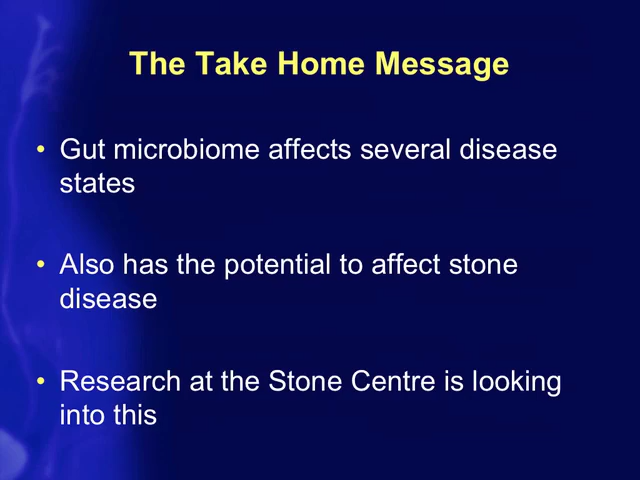 The Take Home Message
• Gut microbiome affects several disease
states
• Also has the potential to affect stone
disease
• Research at the Stone Centre is looking
into this